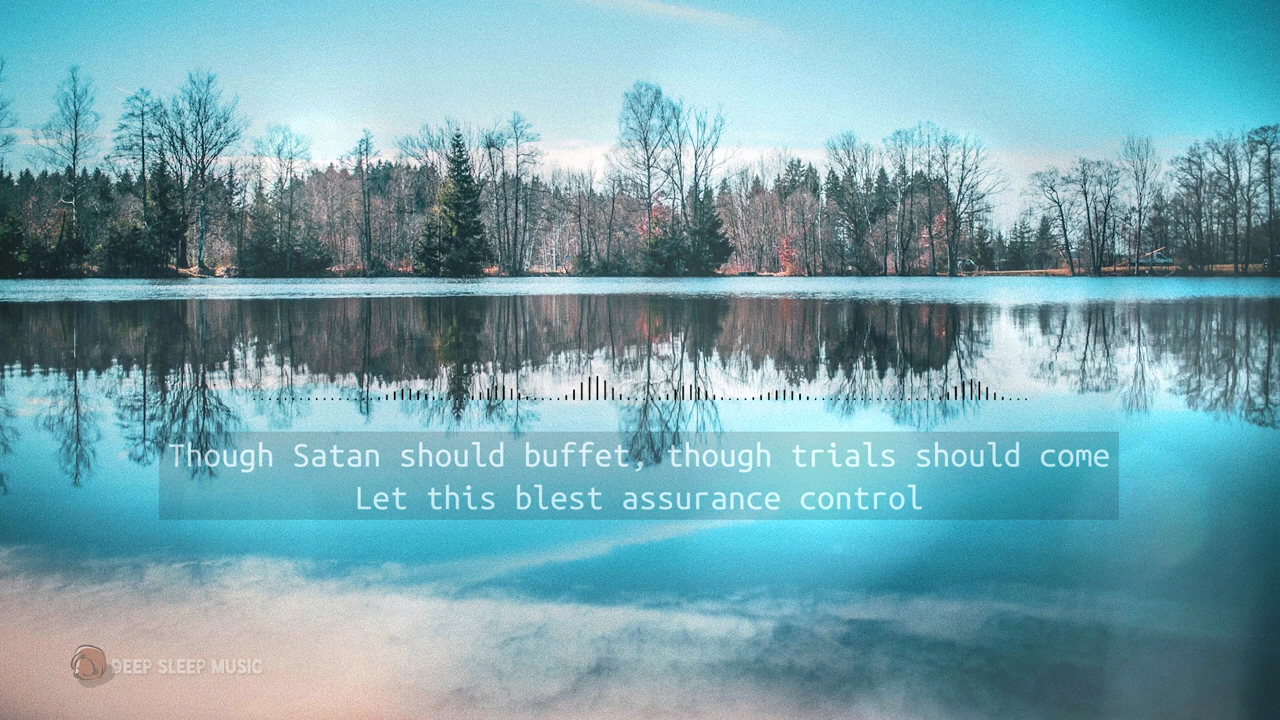 Though Satan should buffet, though trials should come
Let this blest assurance control
DEEP SLEEP MUSIC